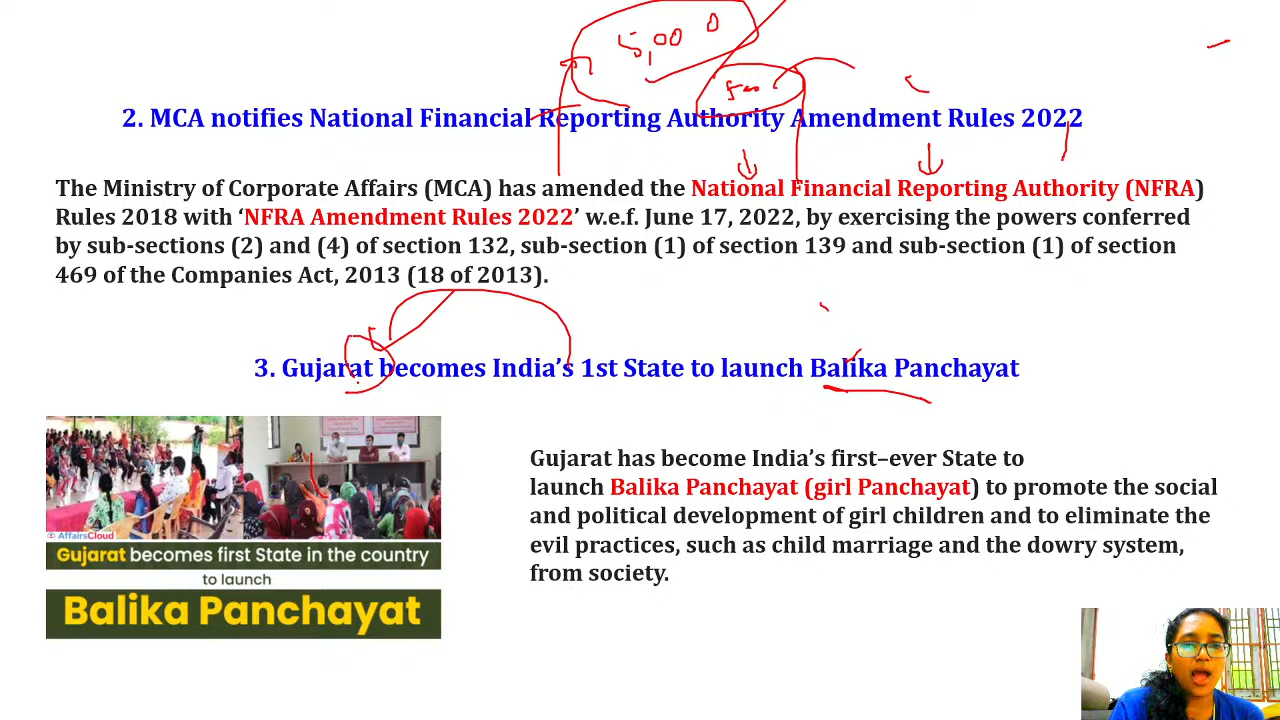 5,000
500
2. MCA notifies National Financial Reporting Authority Amendment Rules 2022
The Ministry of Corporate Affairs (MCA) has amended the National Financial Reporting Authority (NFRA)
Rules 2018 with ‘NFRA Amendment Rules 2022’ w.e.f. June 17, 2022, by exercising the powers conferred
by sub-sections (2) and (4) of section 132, sub-section (1) of section 139 and sub-section (1) of section
469 of the Companies Act, 2013 (18 of 2013).
3. Gujarat becomes India’s 1st State to launch Balika Panchayat
AffairsCloud
Gujarat becomes first State in the country
to launch
Balika Panchayat
Gujarat has become India’s first–ever State to
launch Balika Panchayat (girl Panchayat) to promote the social
and political development of girl children and to eliminate the
evil practices, such as child marriage and the dowry system,
from society.